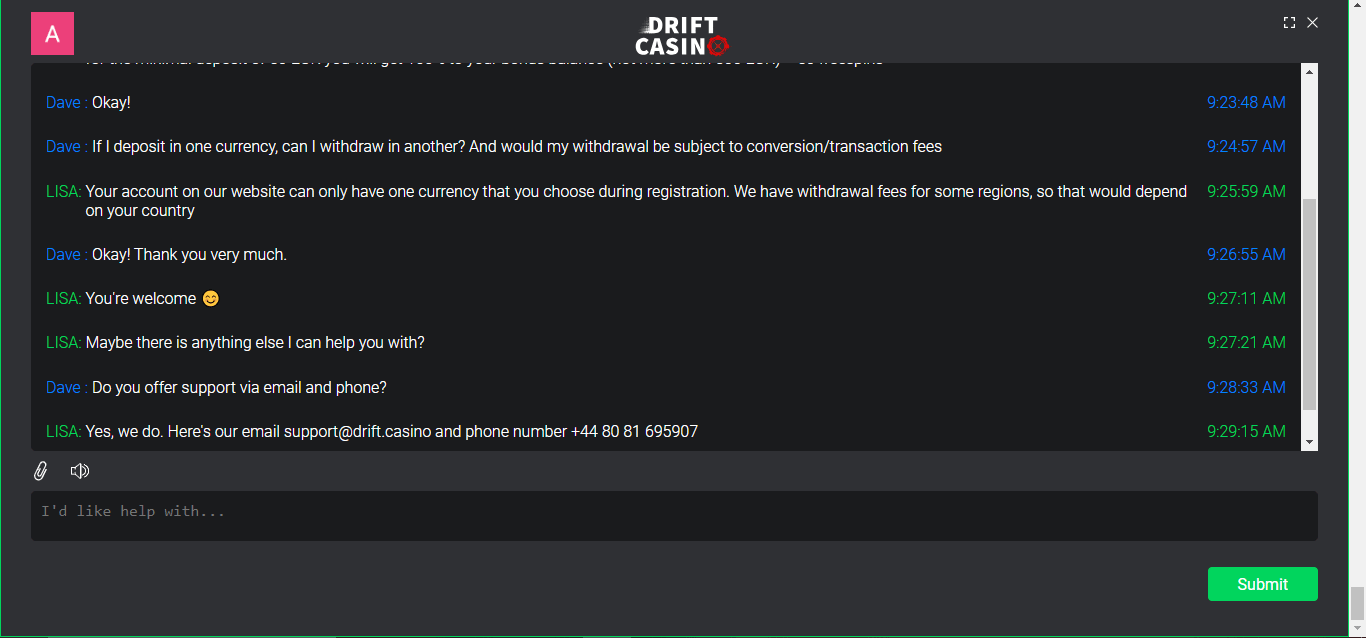 A
DRIFT
CASINO
Dave : Okay!
9:23:48 AM
Dave : If I deposit in one currency, can I withdraw in another? And would my withdrawal be subject to conversion/transaction fees
9:24:57 AM
LISA: Your account on our website can only have one currency that you choose during registration. We have withdrawal fees for some regions, so that would depend
9:25:59 AM
on your country
Dave : Okay! Thank you very much.
9:26:55 AM
LISA: You're welcome 😊
9:27:11 AM
LISA: Maybe there is anything else I can help you with?
9:27:21 AM
Dave : Do you offer support via email and phone?
9:28:33 AM
LISA: Yes, we do. Here's our email support@drift.casino and phone number +44 80 81 695907
9:29:15 AM
I'd like help with...
Submit